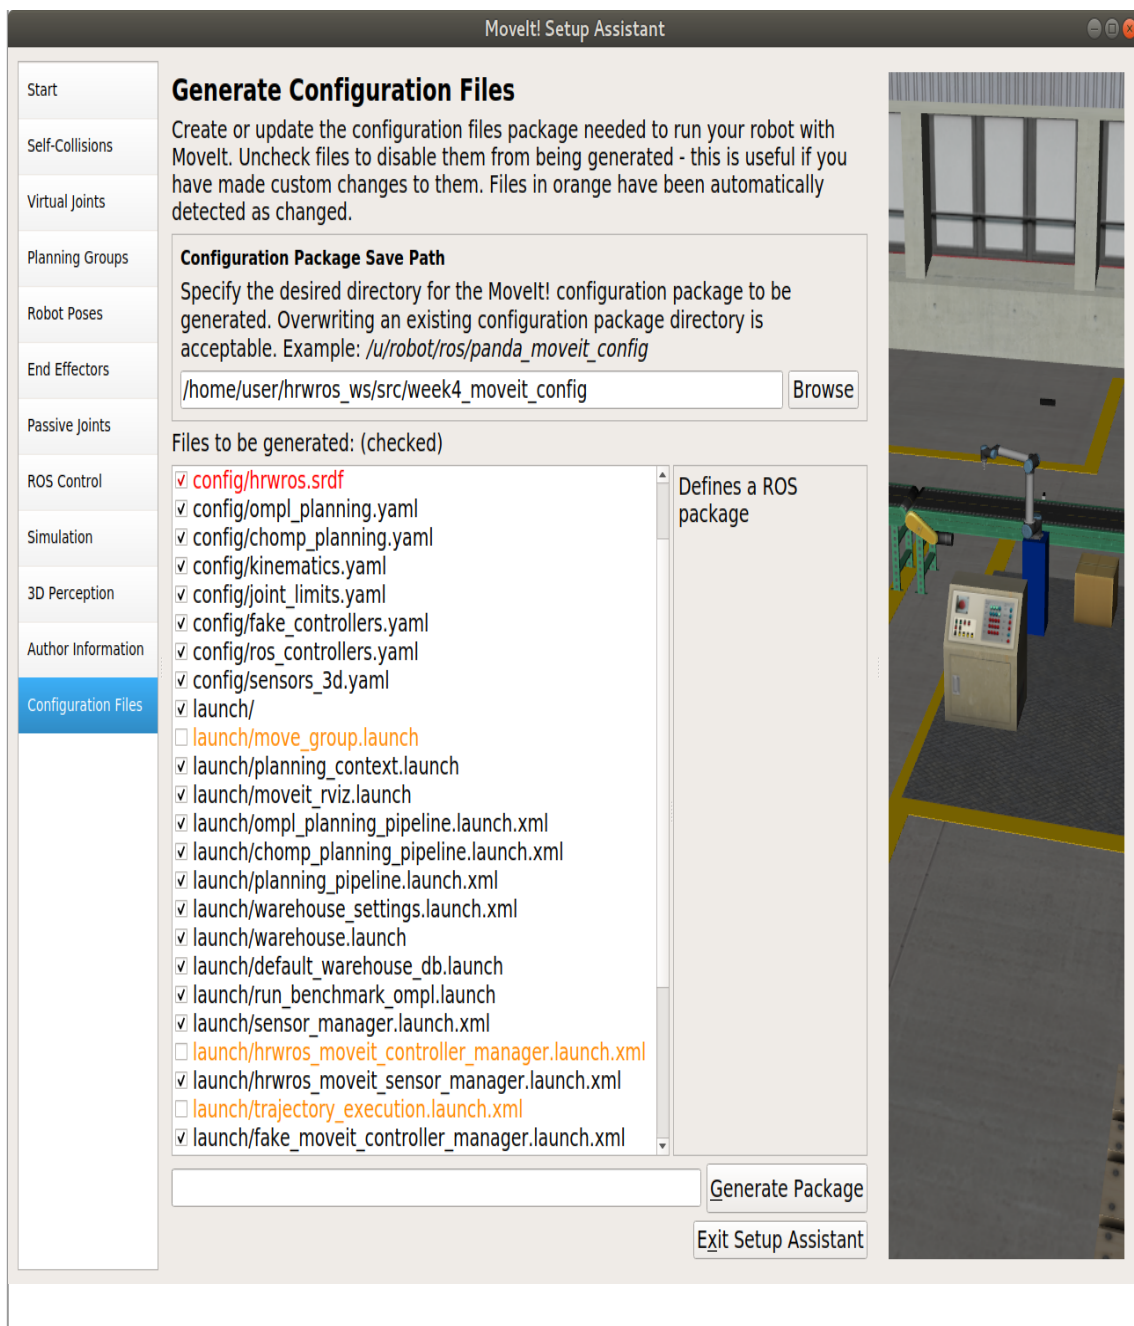 MoveIt! Setup Assistant
Start
Self-Collisions
Virtual Joints
Planning Groups
Robot Poses
End Effectors
Passive Joints
ROS Control
Simulation
3D Perception
Author Information
Configuration Files
Generate Configuration Files
Create or update the configuration files package needed to run your robot with
MoveIt. Uncheck files to disable them from being generated - this is useful if you
have made custom changes to them. Files in orange have been automatically
detected as changed.
Configuration Package Save Path
Specify the desired directory for the MoveIt! configuration package to be
generated. Overwriting an existing configuration package directory is
acceptable. Example: /u/robot/ros/panda_moveit_config
/home/user/hrwros_ws/src/week4_moveit_config
Browse
Files to be generated: (checked)
config/hrwros.srdf
config/ompl_planning.yaml
config/chomp_planning.yaml
config/kinematics.yaml
config/joint_limits.yaml
config/fake_controllers.yaml
config/ros_controllers.yaml
config/sensors_3d.yaml
launch/
launch/move_group.launch
launch/planning_context.launch
launch/moveit_rviz.launch
launch/ompl_planning_pipeline.launch.xml
launch/chomp_planning_pipeline.launch.xml
launch/planning_pipeline.launch.xml
launch/warehouse_settings.launch.xml
launch/warehouse.launch
launch/default_warehouse_db.launch
launch/run_benchmark_ompl.launch
launch/sensor_manager.launch.xml
launch/hrwros_moveit_controller_manager.launch.xml
launch/hrwros_moveit_sensor_manager.launch.xml
launch/trajectory_execution.launch.xml
launch/fake_moveit_controller_manager.launch.xml
Defines a ROS
package
Generate Package
Exit Setup Assistant